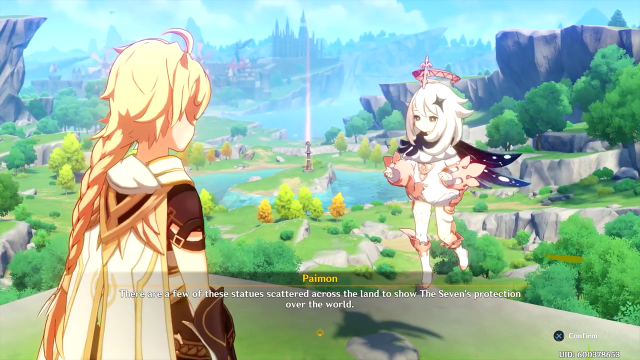 Paimon
There are a few of these statues scattered across the land to show The Seven's protection
over the world.
Confirm
UID: 600378653